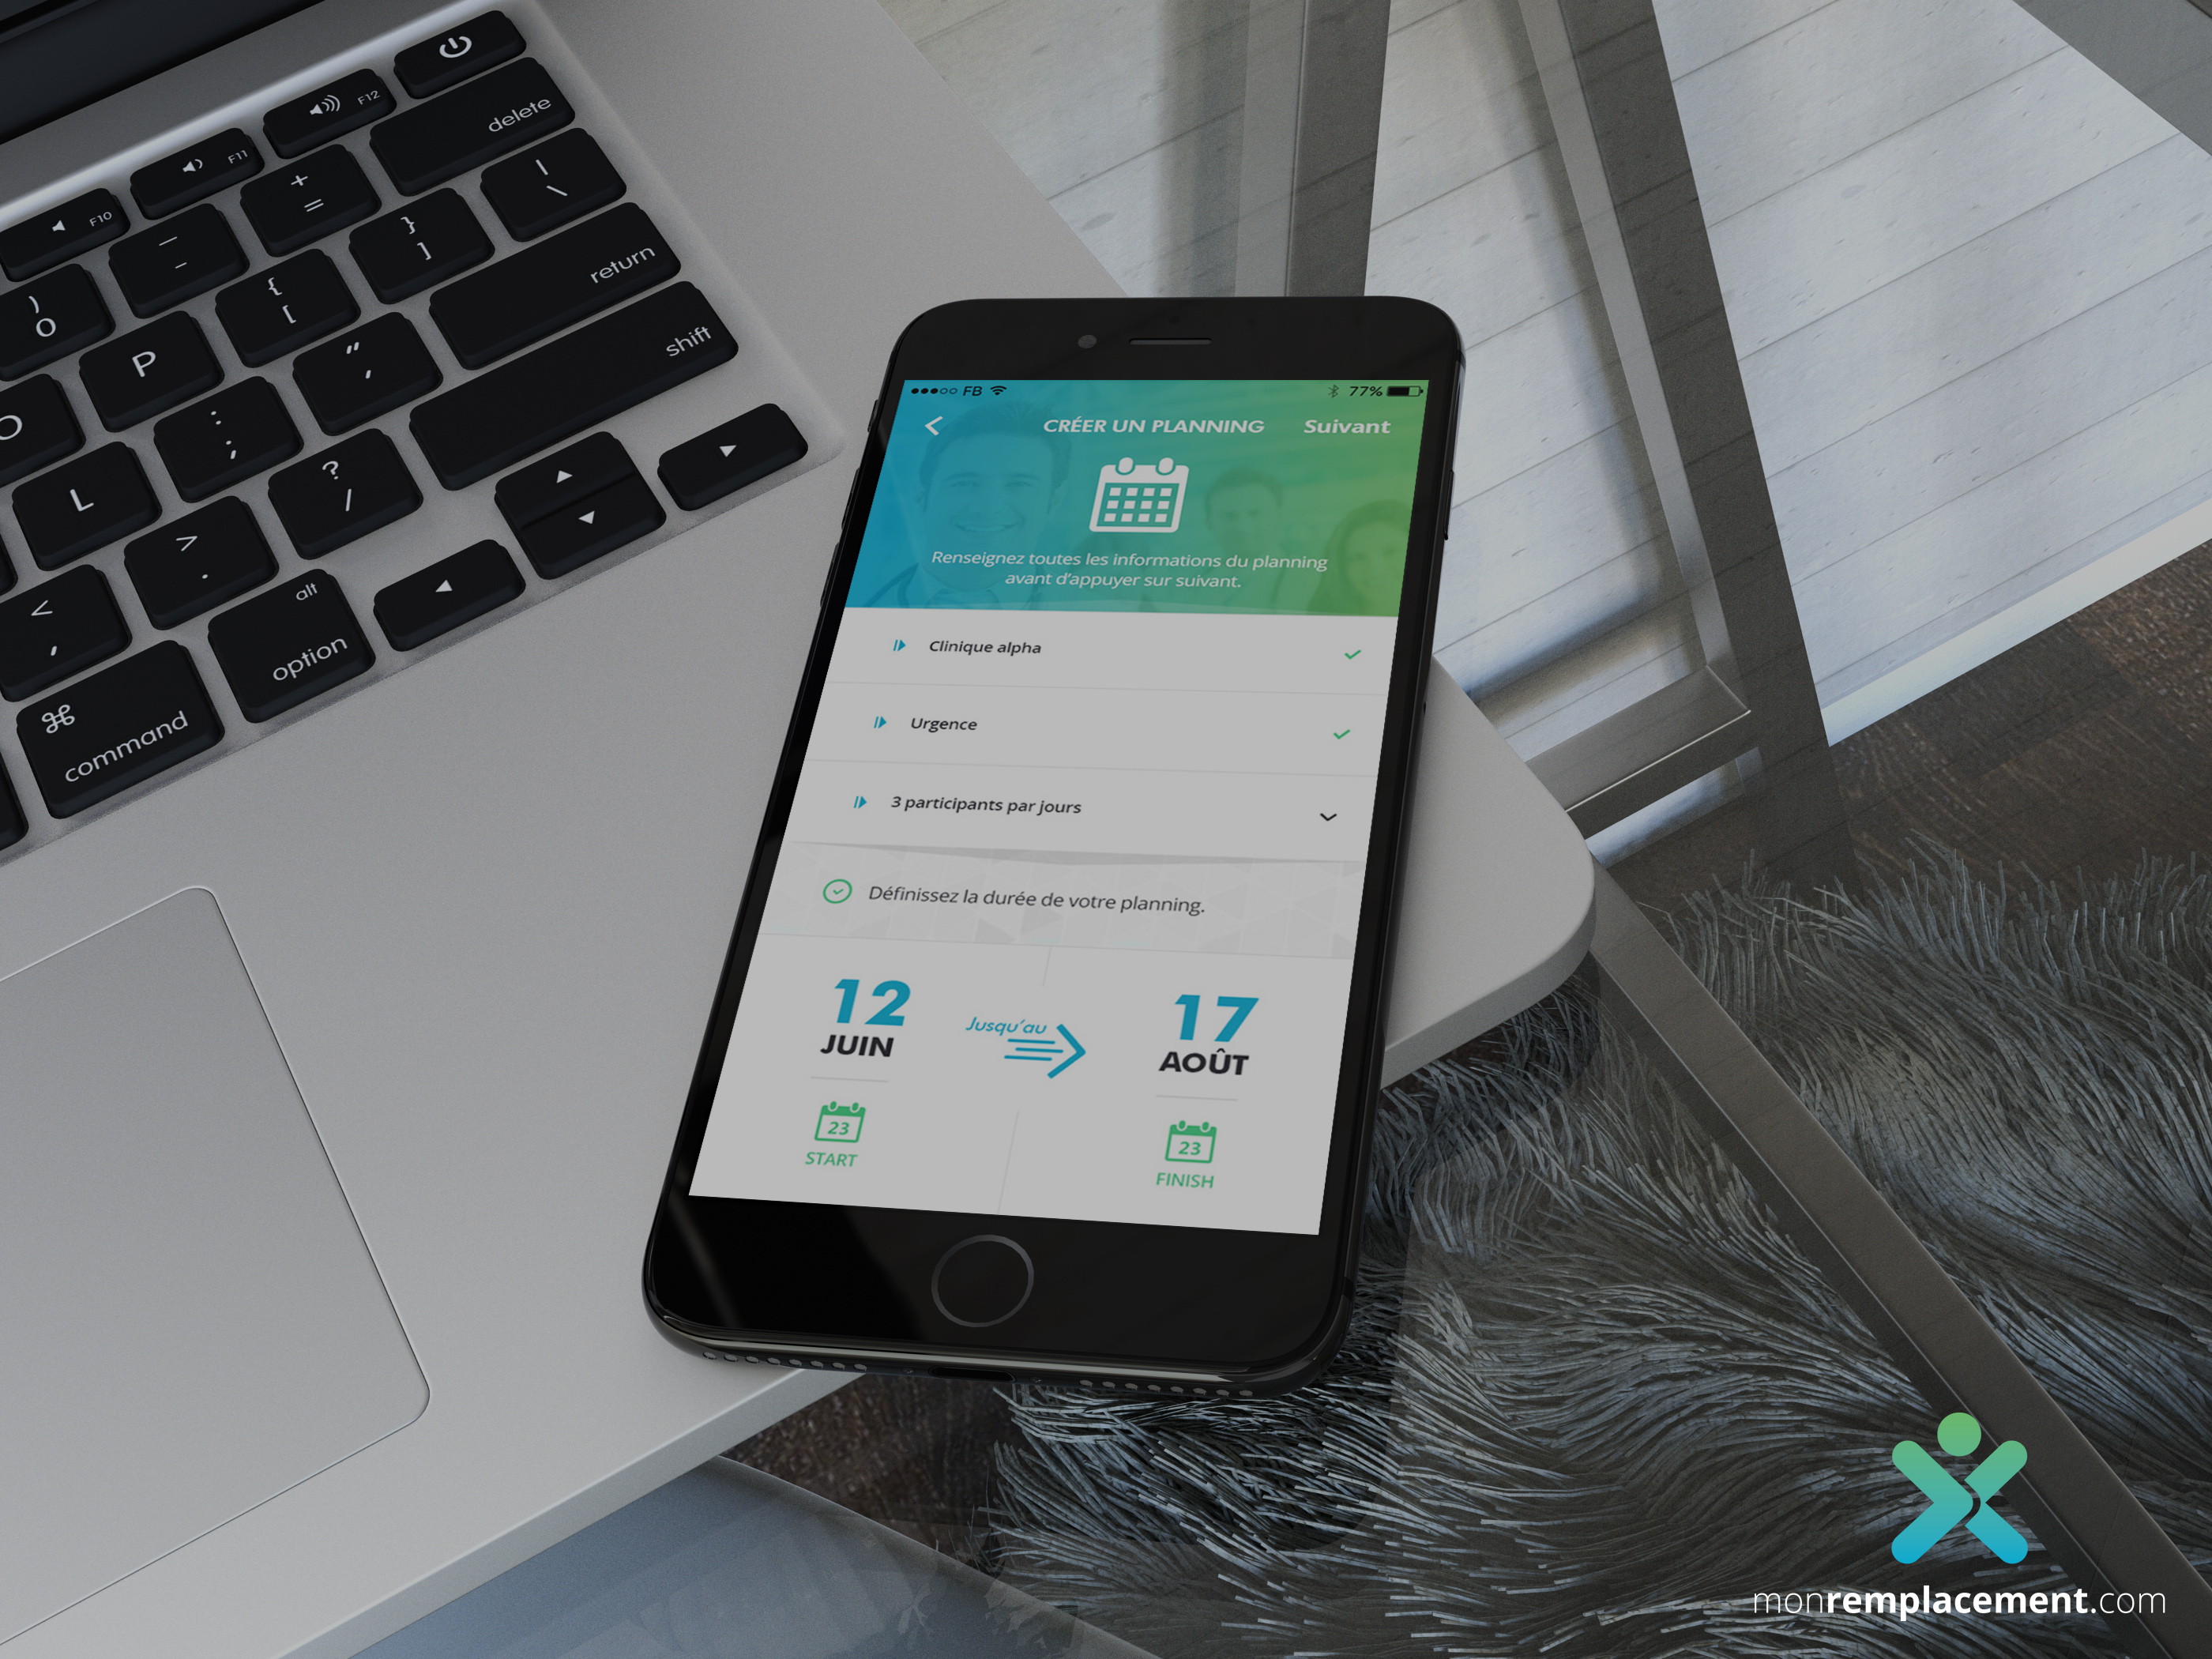 F12
delete
F11
+
=
|
\
F10
—
-
}
]
return
)
0
{
[
shift
P
"
'
O
:
;
L
?
/
>
.
<
,
alt
option
⌘
command
FB 77%
CRÉER UN PLANNING Suivant
Renseignez toutes les informations du planning
avant d'appuyer sur suivant.
Clinique alpha
Urgence
3 participants par jours
Définissez la durée de votre planning.
12
JUIN
Jusqu'au
17
AOÛT
23
START
23
FINISH
monremplacement.com